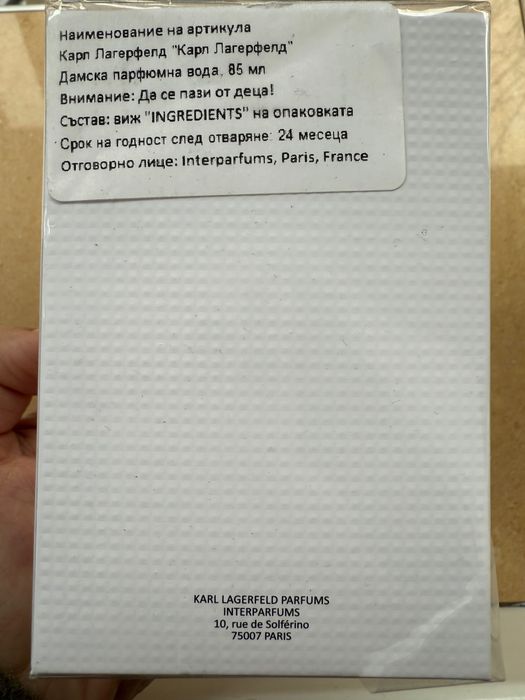 Наименование на артикула
Карл Лагерфелд "Карл Лагерфелд"
Дамска парфюмна вода, 85 мл
Внимание: Да се пази от деца!
Състав: виж "INGREDIENTS" на опаковката
Срок на годност след отваряне: 24 месеца
Отговорно лице: Interparfums, Paris, France
KARL LAGERFELD PARFUMS
INTERPARFUMS
10, rue de Solférino
75007 PARIS